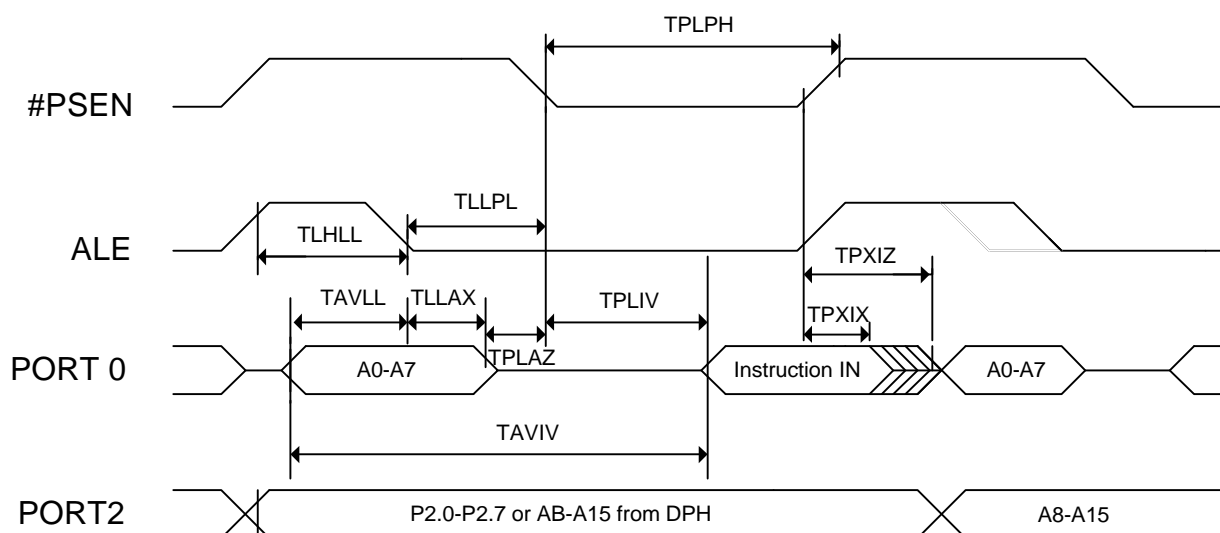 TPLPH
#PSEN
TLLPL
TLHLL
ALE
TPXIZ
TAVLL
TLLAX
TPLIV
TPXIX
TPLAZ
PORT 0
A0-A7
Instruction IN
A0-A7
TAVIV
PORT2
P2.0-P2.7 or AB-A15 from DPH
A8-A15